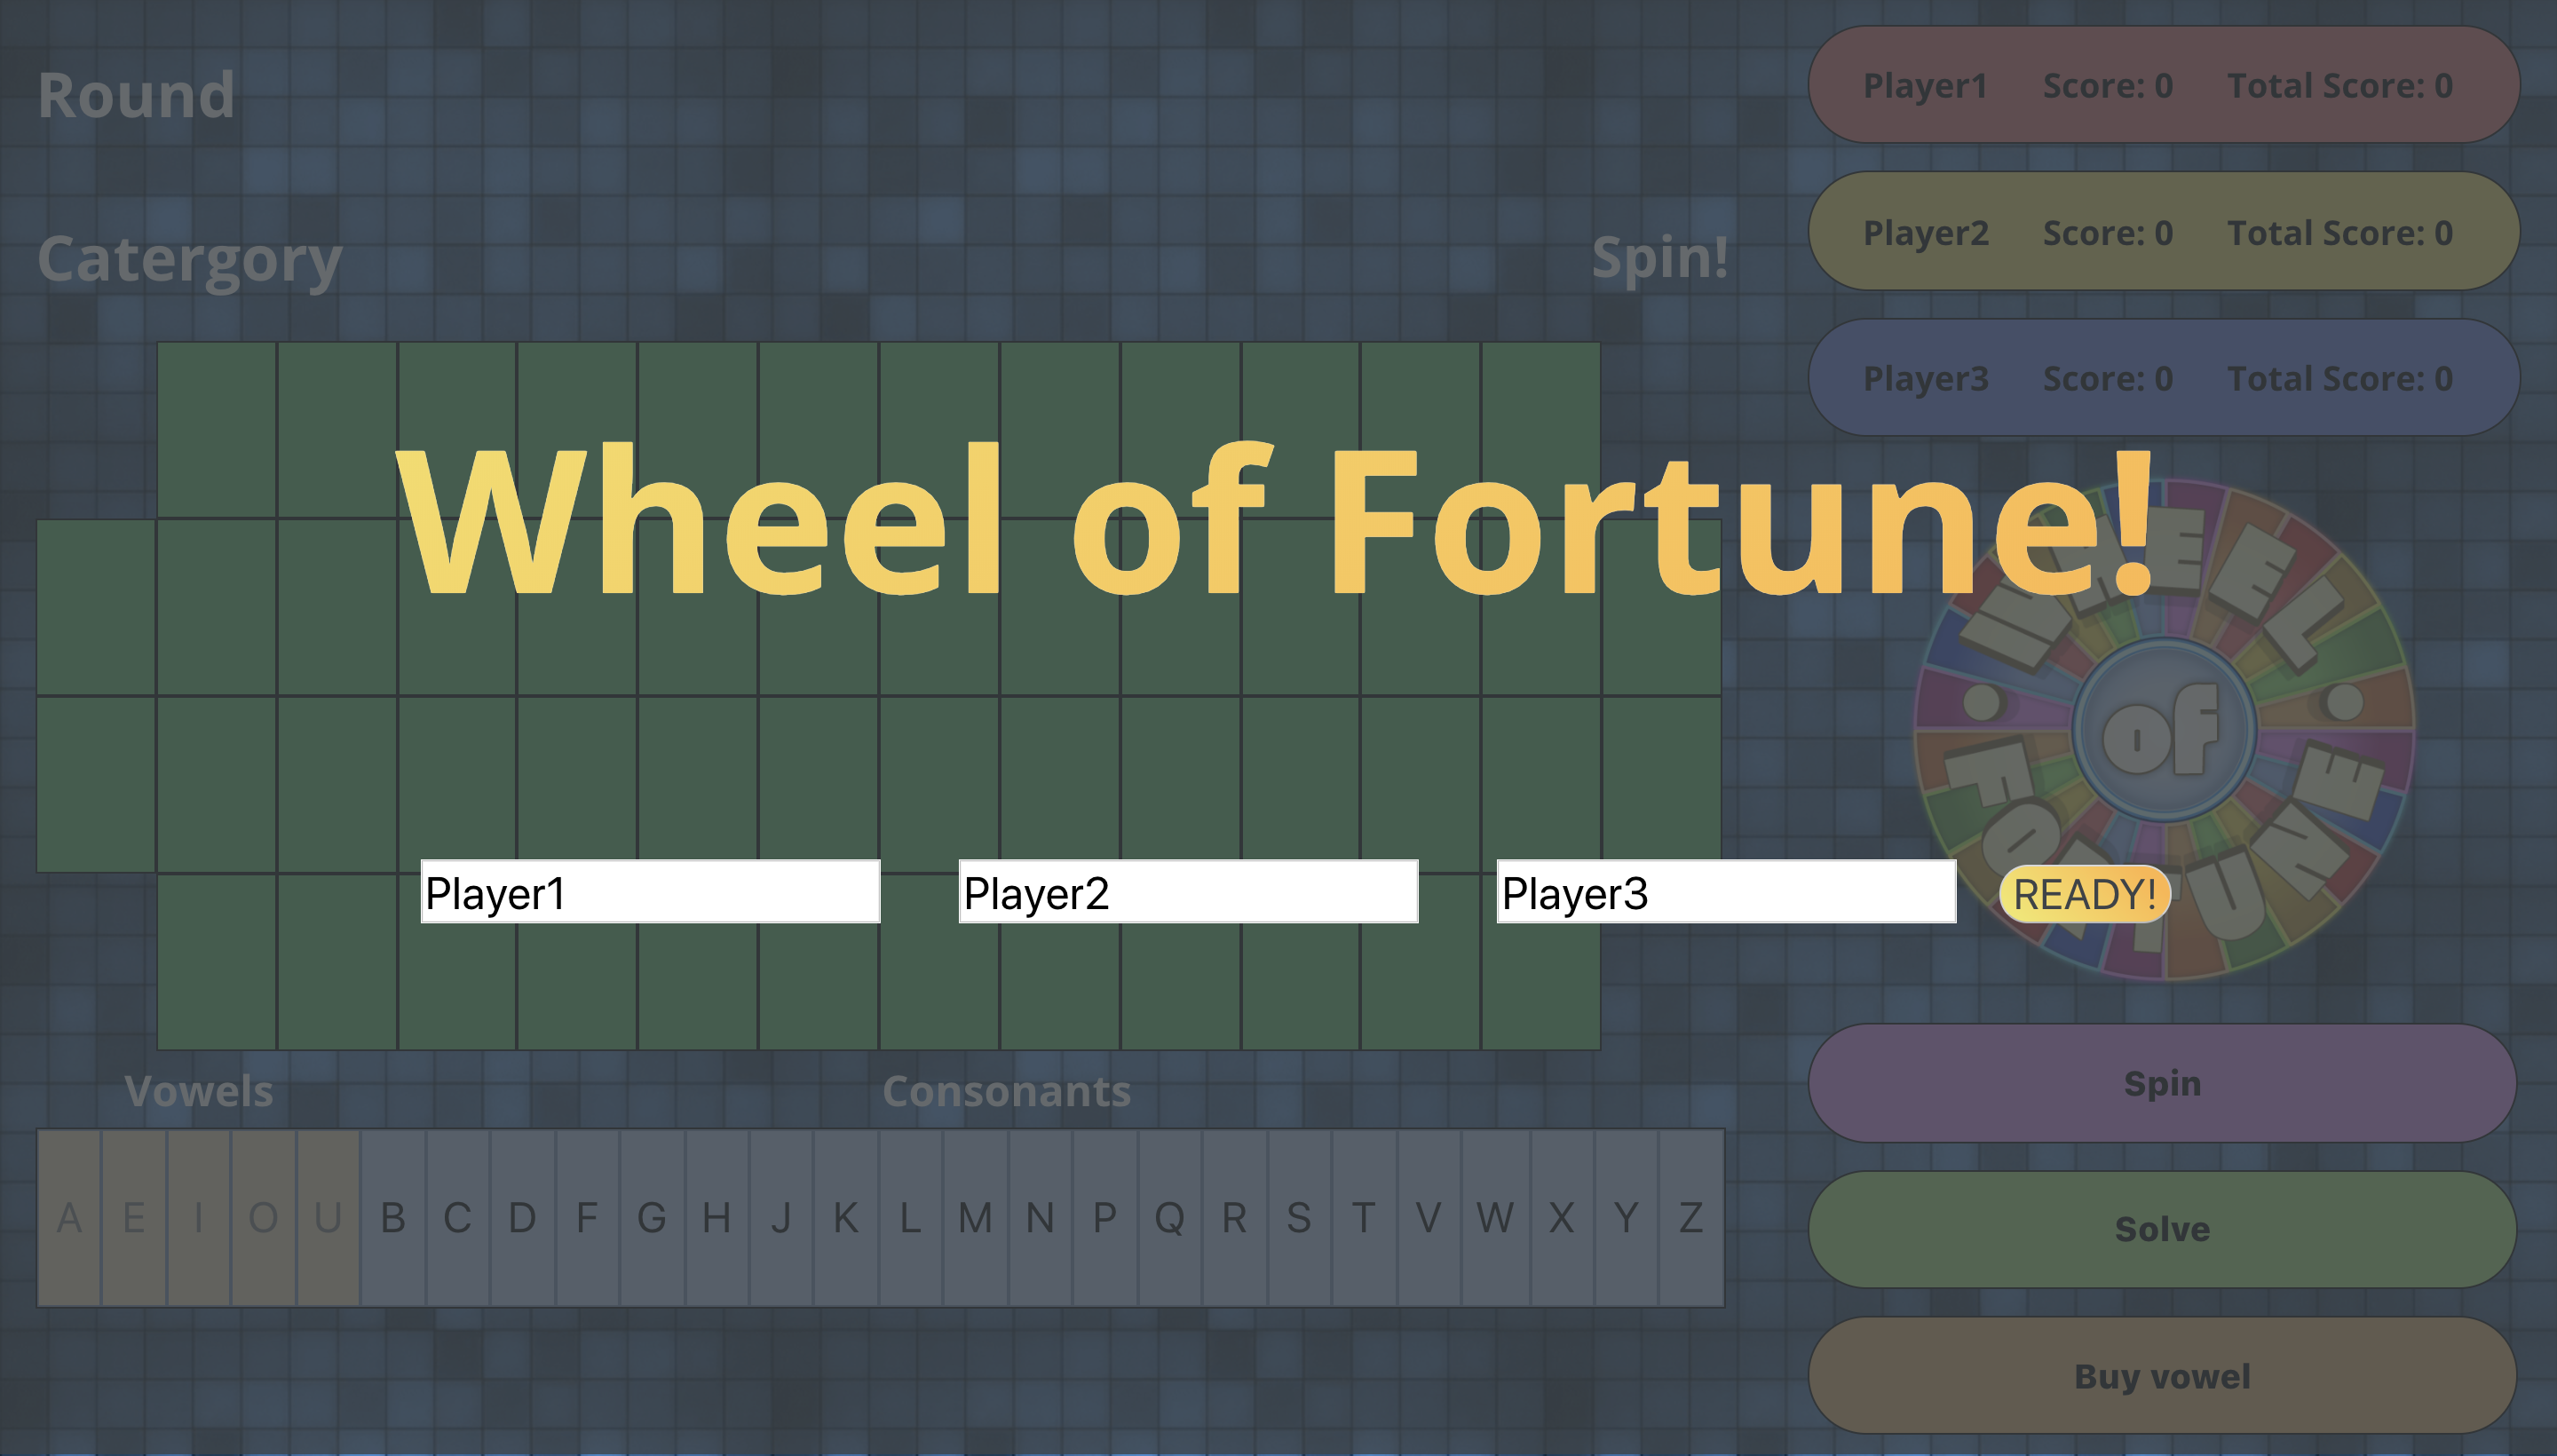 Round
Player1 Score: 0 Total Score: 0
Catergory
Spin!
Player2 Score: 0 Total Score: 0
Player3 Score: 0 Total Score: 0
Wheel of Fortune!
WHEEL
of
FORTUNE
Player1 Player2 Player3 READY!
Vowels Consonants
A E I O U B C D F G H J K L M N P Q R S T V W X Y Z
Spin
Solve
Buy vowel